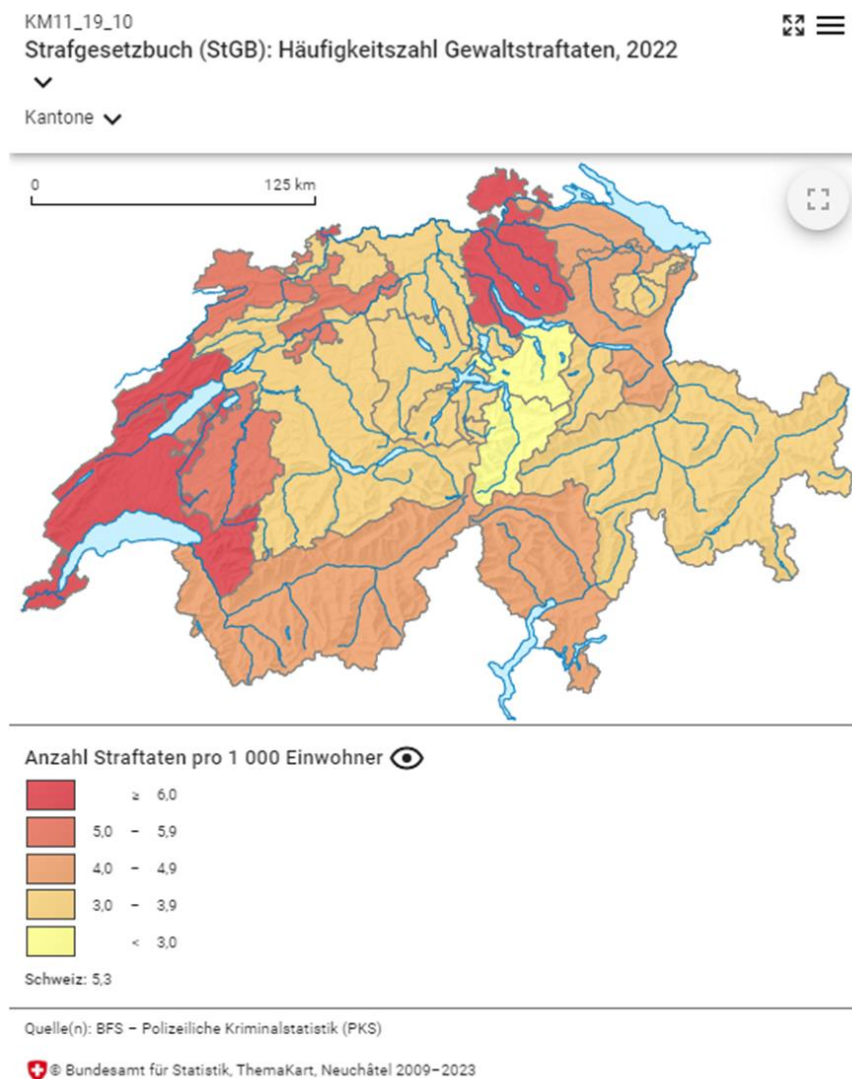 KM11_19_10
Strafgesetzbuch (StGB): Häufigkeitszahl Gewaltstraftaten, 2022
Kantone
0 125 km
Anzahl Straftaten pro 1 000 Einwohner
≥ 6,0
5,0 – 5,9
4,0 – 4,9
3,0 – 3,9
< 3,0
Schweiz: 5,3
Quelle(n): BFS – Polizeiliche Kriminalstatistik (PKS)
© Bundesamt für Statistik, ThemaKart, Neuchâtel 2009–2023